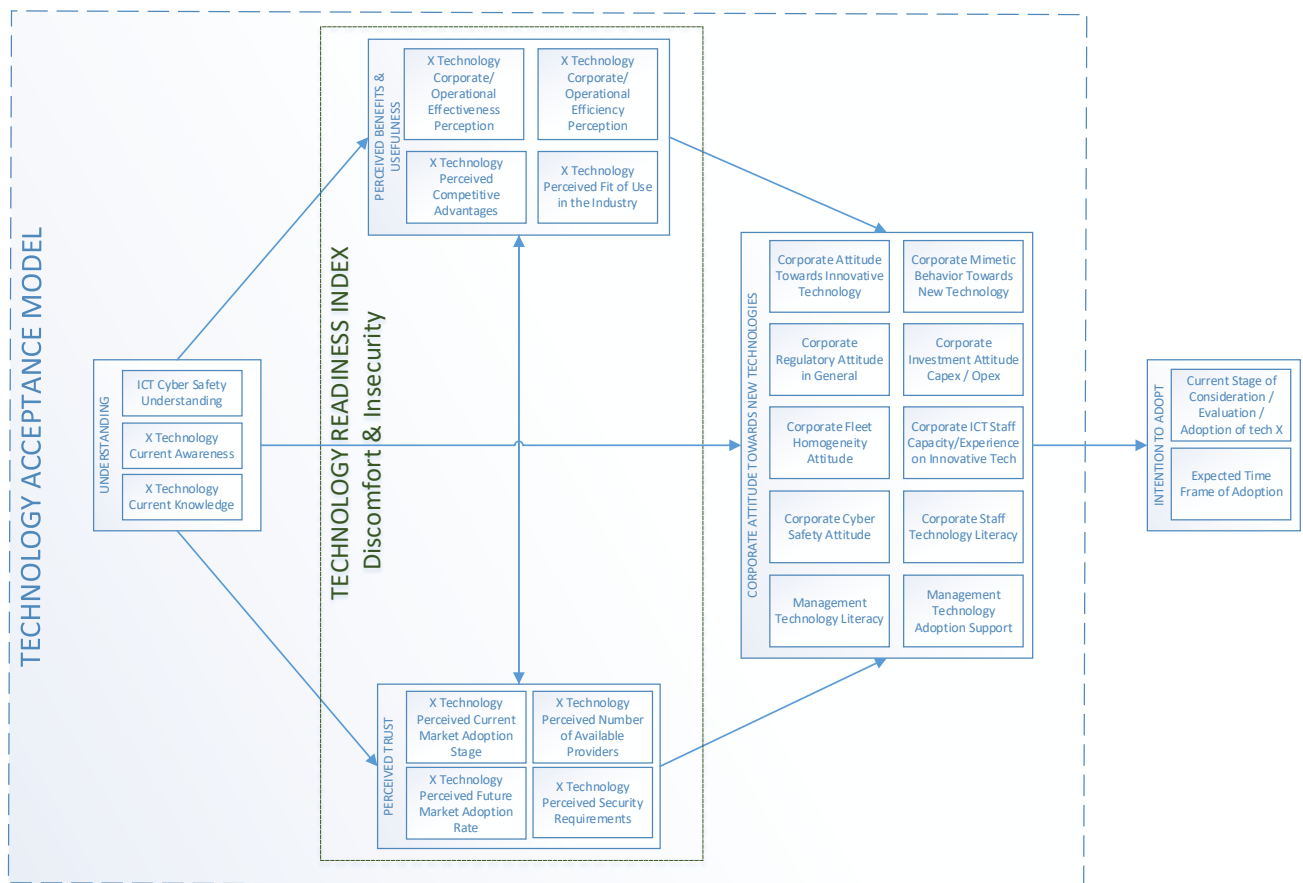 TECHNOLOGY ACCEPTANCE MODEL
UNDERSTANDING
ICT Cyber Safety
Understanding
X Technology
Current Awareness
X Technology
Current Knowledge
TECHNOLOGY READINESS INDEX
Discomfort & Insecurity
PERCEIVED BENEFITS &
USEFULNESS
X Technology
Corporate/
Operational
Effectiveness
Perception
X Technology
Corporate/
Operational
Efficiency
Perception
X Technology
Perceived
Competitive
Advantages
X Technology
Perceived Fit of Use
in the Industry
PERCEIVED TRUST
X Technology
Perceived Current
Market Adoption
Stage
X Technology
Perceived Number
of Available
Providers
X Technology
Perceived Future
Market Adoption
Rate
X Technology
Perceived Security
Requirements
CORPORATE ATTITUDE TOWARDS NEW TECHNOLOGIES
Corporate Attitude
Towards Innovative
Technology
Corporate Mimetic
Behavior Towards
New Technology
Corporate
Regulatory Attitude
in General
Corporate
Investment Attitude
Capex / Opex
Corporate Fleet
Homogeneity
Attitude
Corporate ICT Staff
Capacity/Experience
on Innovative Tech
Corporate Cyber
Safety Attitude
Corporate Staff
Technology Literacy
Management
Technology Literacy
Management
Technology
Adoption Support
INTENTION TO ADOPT
Current Stage of
Consideration /
Evaluation /
Adoption of tech X
Expected Time
Frame of Adoption